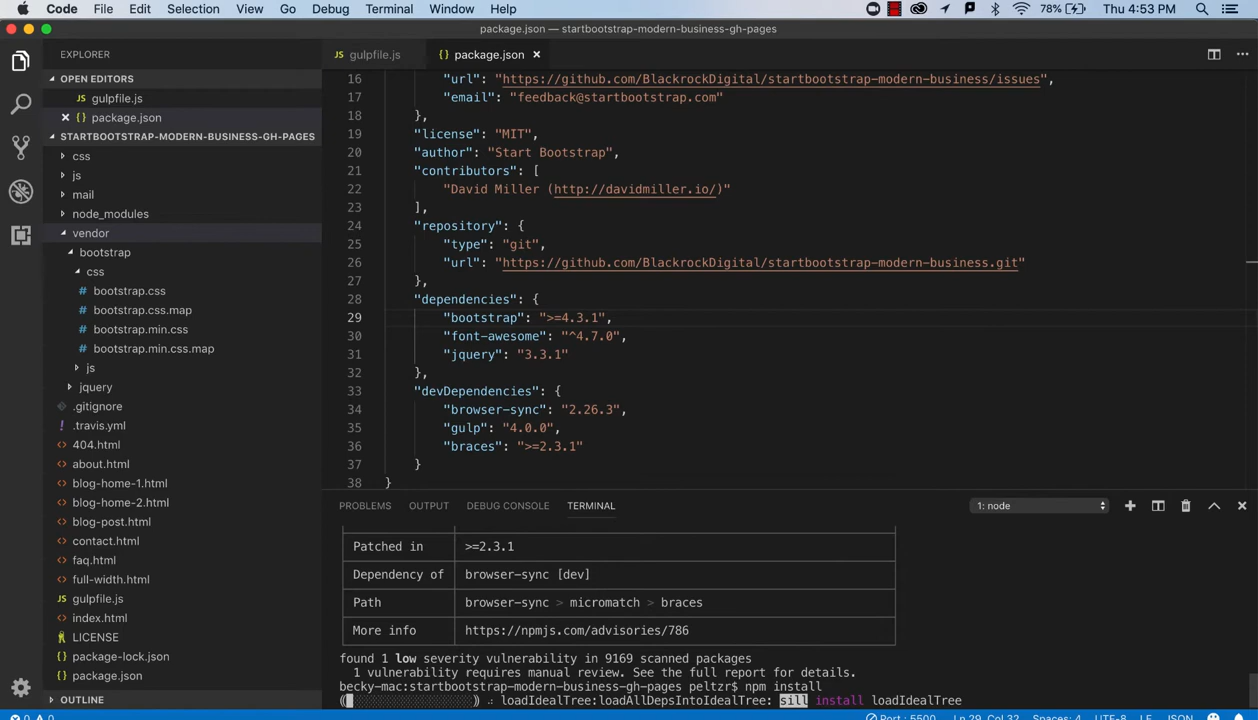 Code File Edit Selection View Go Debug Terminal Window Help 78% Thu 4:53 PM
package.json — startbootstrap-modern-business-gh-pages
EXPLORER
OPEN EDITORS
JS gulpfile.js
{} package.json
STARTBOOTSTRAP-MODERN-BUSINESS-GH-PAGES
css
js
mail
node_modules
vendor
bootstrap
css
# bootstrap.css
bootstrap.css.map
# bootstrap.min.css
bootstrap.min.css.map
js
jquery
.gitignore
! .travis.yml
<> 404.html
<> about.html
<> blog-home-1.html
<> blog-home-2.html
<> blog-post.html
<> contact.html
<> faq.html
<> full-width.html
JS gulpfile.js
<> index.html
LICENSE
{} package-lock.json
{} package.json
OUTLINE
JS gulpfile.js {} package.json
16 "url": "https://github.com/BlackrockDigital/startbootstrap-modern-business/issues",
17 "email": "feedback@startbootstrap.com"
18 },
19 "license": "MIT",
20 "author": "Start Bootstrap",
21 "contributors": [
22 "David Miller (http://davidmiller.io/)"
23 ],
24 "repository": {
25 "type": "git",
26 "url": "https://github.com/BlackrockDigital/startbootstrap-modern-business.git"
27 },
28 "dependencies": {
29 "bootstrap": ">=4.3.1",
30 "font-awesome": "^4.7.0",
31 "jquery": "3.3.1"
32 },
33 "devDependencies": {
34 "browser-sync": "2.26.3",
35 "gulp": "4.0.0",
36 "braces": ">=2.3.1"
37 }
38 }
PROBLEMS OUTPUT DEBUG CONSOLE TERMINAL 1: node
Patched in >=2.3.1
Dependency of browser-sync [dev]
Path browser-sync > micromatch > braces
More info https://npmjs.com/advisories/786
found 1 low severity vulnerability in 9169 scanned packages
1 vulnerability requires manual review. See the full report for details.
becky-mac:startbootstrap-modern-business-gh-pages peltzr$ npm install
loadIdealTree:loadAllDepsIntoIdealTree: sill install loadIdealTree
0 0 Port : 5500 Ln 29, Col 32 Spaces: 4 UTF-8 LF JSON